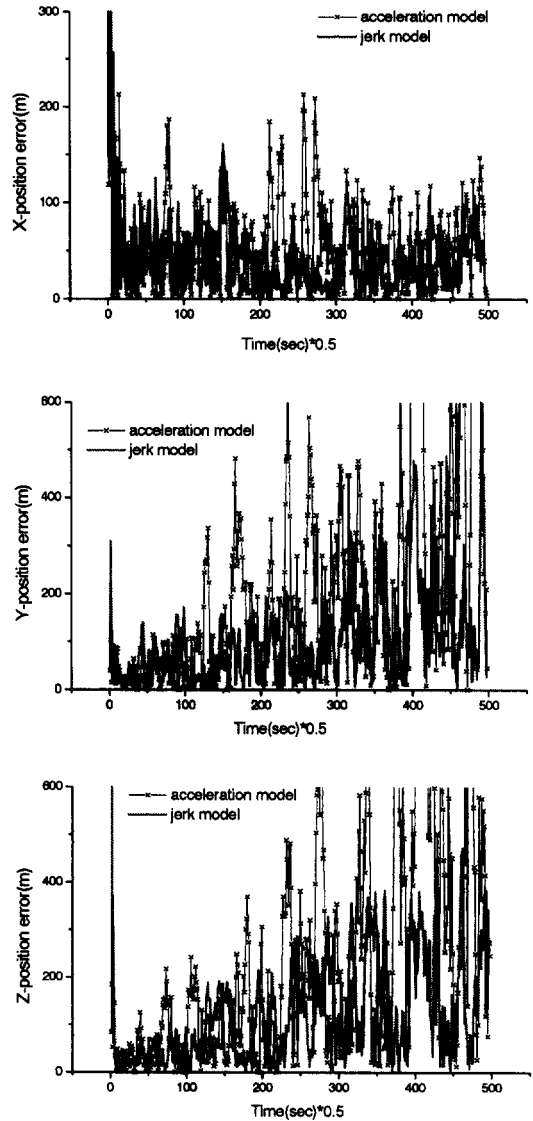 acceleration model
jerk model
300
200
100
0
X-position error(m)
0 100 200 300 400 500
Time(sec)*0.5
acceleration model
jerk model
600
400
200
0
Y-position error(m)
0 100 200 300 400 500
Time(sec)*0.5
acceleration model
jerk model
600
400
200
0
Z-position error(m)
0 100 200 300 400 500
Time(sec)*0.5